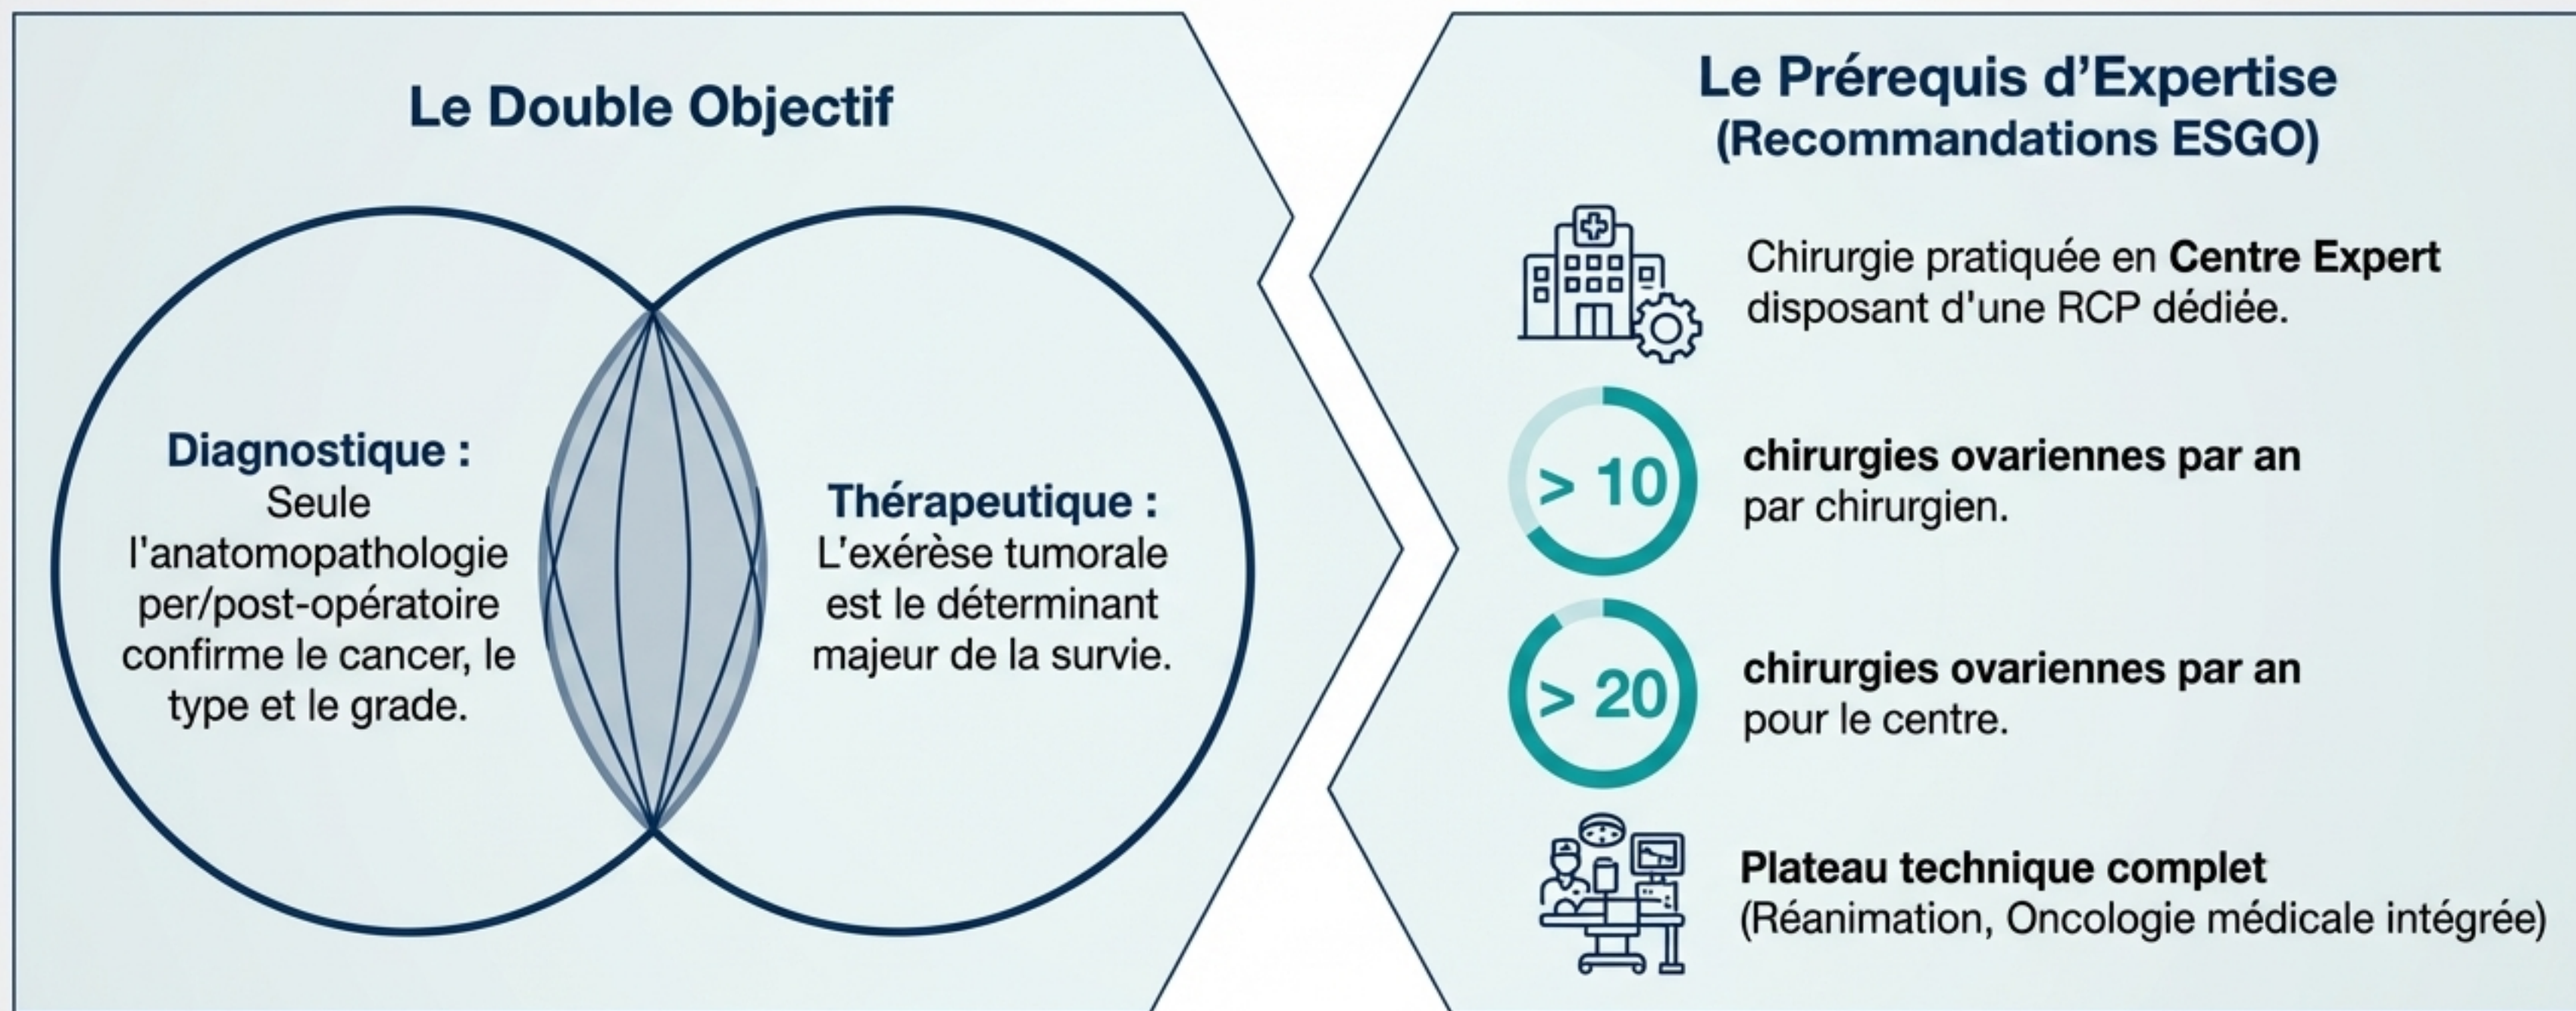 Le Double Objectif
Diagnostique :
Seule
l'anatomopathologie
per/post-opératoire
confirme le cancer, le
type et le grade.
Thérapeutique :
L'exérèse tumorale
est le déterminant
majeur de la survie.
Le Prérequis d'Expertise
(Recommandations ESGO)
Chirurgie pratiquée en Centre Expert
disposant d'une RCP dédiée.
> 10
chirurgies ovariennes par an
par chirurgien.
> 20
chirurgies ovariennes par an
pour le centre.
Plateau technique complet
(Réanimation, Oncologie médicale intégrée)